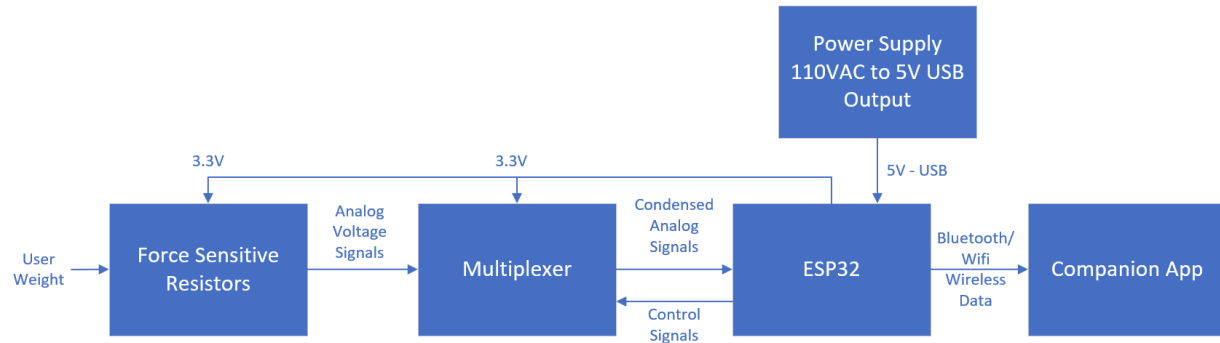 Power Supply
110VAC to 5V USB
Output
3.3V
3.3V
5V - USB
User
Weight
Force Sensitive
Resistors
Analog
Voltage
Signals
Multiplexer
Condensed
Analog
Signals
Control
Signals
ESP32
Bluetooth/
Wifi
Wireless
Data
Companion App